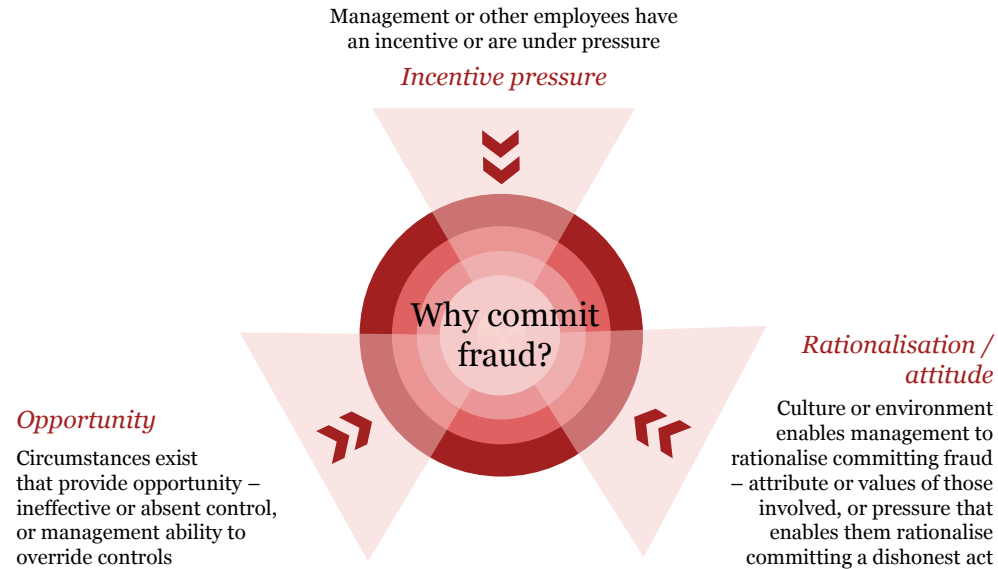 Management or other employees have
an incentive or are under pressure
Incentive pressure
Why commit
fraud?
Opportunity
Circumstances exist
that provide opportunity –
ineffective or absent control,
or management ability to
override controls
Rationalisation /
attitude
Culture or environment
enables management to
rationalise committing fraud
– attribute or values of those
involved, or pressure that
enables them rationalise
committing a dishonest act